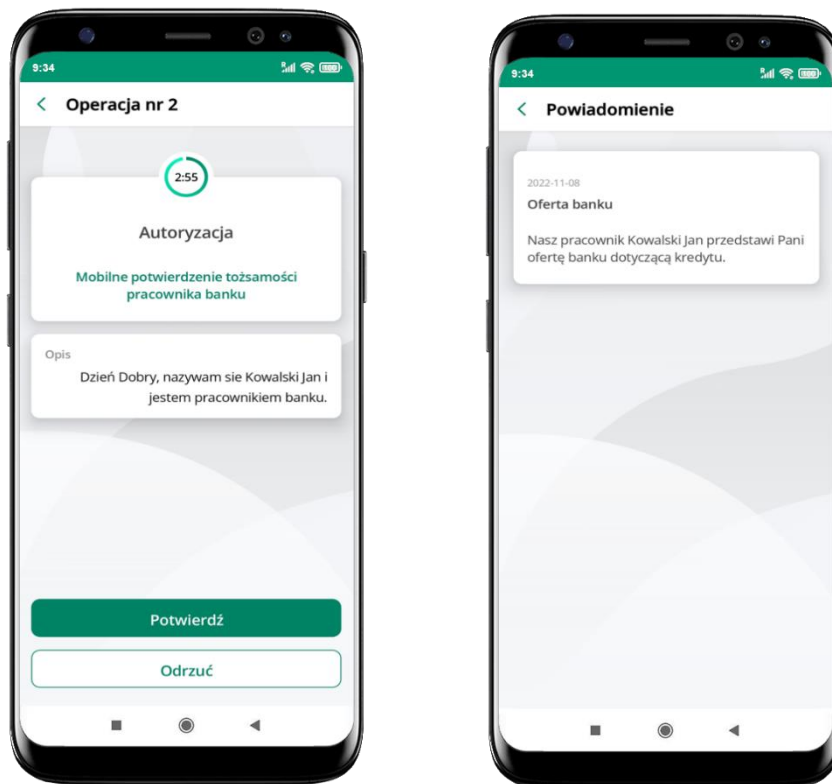 9:34
Operacja nr 2
2:55
Autoryzacja
Mobilne potwierdzenie tożsamości
pracownika banku
Opis
Dzień Dobry, nazywam sie Kowalski Jan i
jestem pracownikiem banku.
Potwierdź
Odrzuć
9:34
Powiadomienie
2022-11-08
Oferta banku
Nasz pracownik Kowalski Jan przedstawi Pani
ofertę banku dotyczącą kredytu.